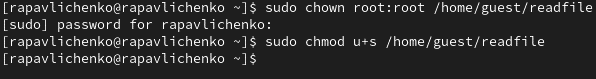 [rapavlichenko@rapavlichenko ~]$ sudo chown root:root /home/guest/readfile
[sudo] password for rapavlichenko:
[rapavlichenko@rapavlichenko ~]$ sudo chmod u+s /home/guest/readfile
[rapavlichenko@rapavlichenko ~]$